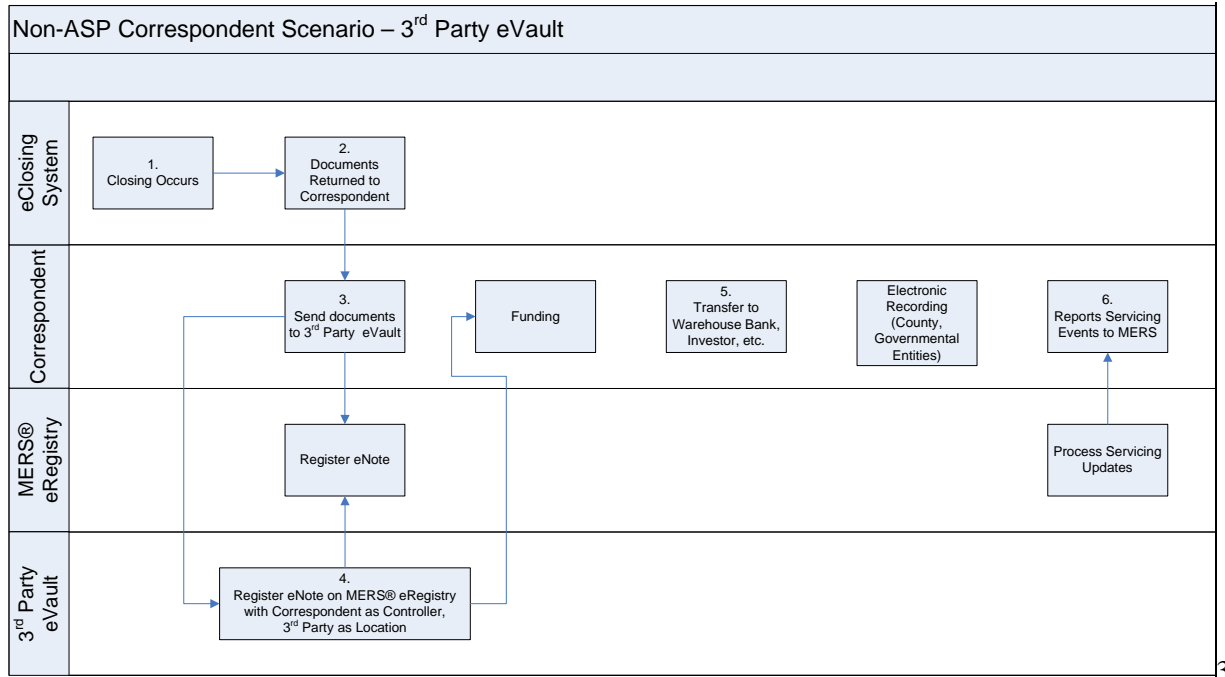 Non-ASP Correspondent Scenario – 3rd Party eVault
eClosing
System
1.
Closing Occurs
2.
Documents
Returned to
Correspondent
Correspondent
3.
Send documents
to 3rd Party eVault
Funding
5.
Transfer to
Warehouse Bank,
Investor, etc.
Electronic
Recording
(County,
Governmental
Entities)
6.
Reports Servicing
Events to MERS
MERS®
eRegistry
Register eNote
Process Servicing
Updates
3rd Party
eVault
4.
Register eNote on MERS® eRegistry
with Correspondent as Controller,
3rd Party as Location